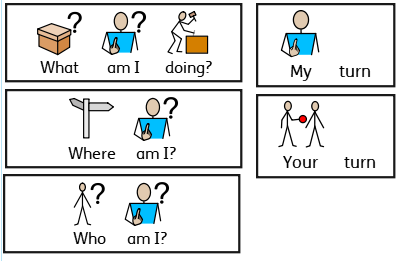 What am I doing?
Where am I?
Who am I?
My turn
Your turn